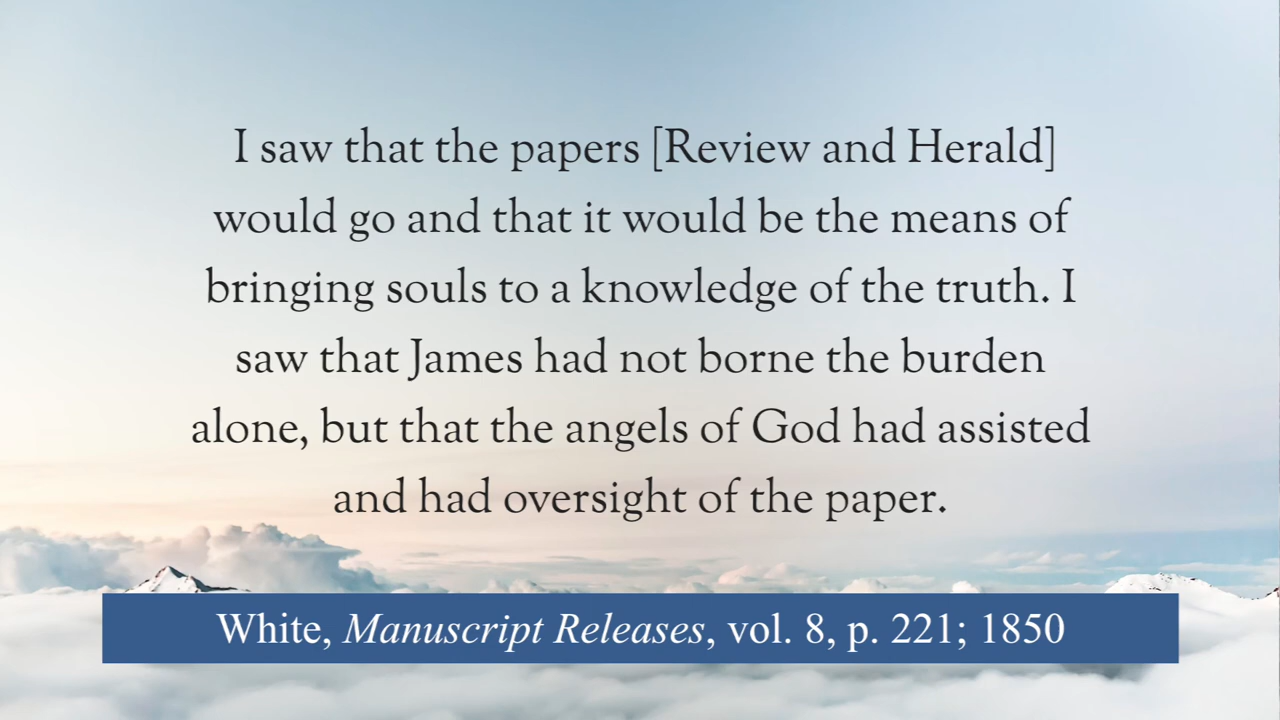 I saw that the papers [Review and Herald]
would go and that it would be the means of
bringing souls to a knowledge of the truth. I
saw that James had not borne the burden
alone, but that the angels of God had assisted
and had oversight of the paper.
White, Manuscript Releases, vol. 8, p. 221; 1850